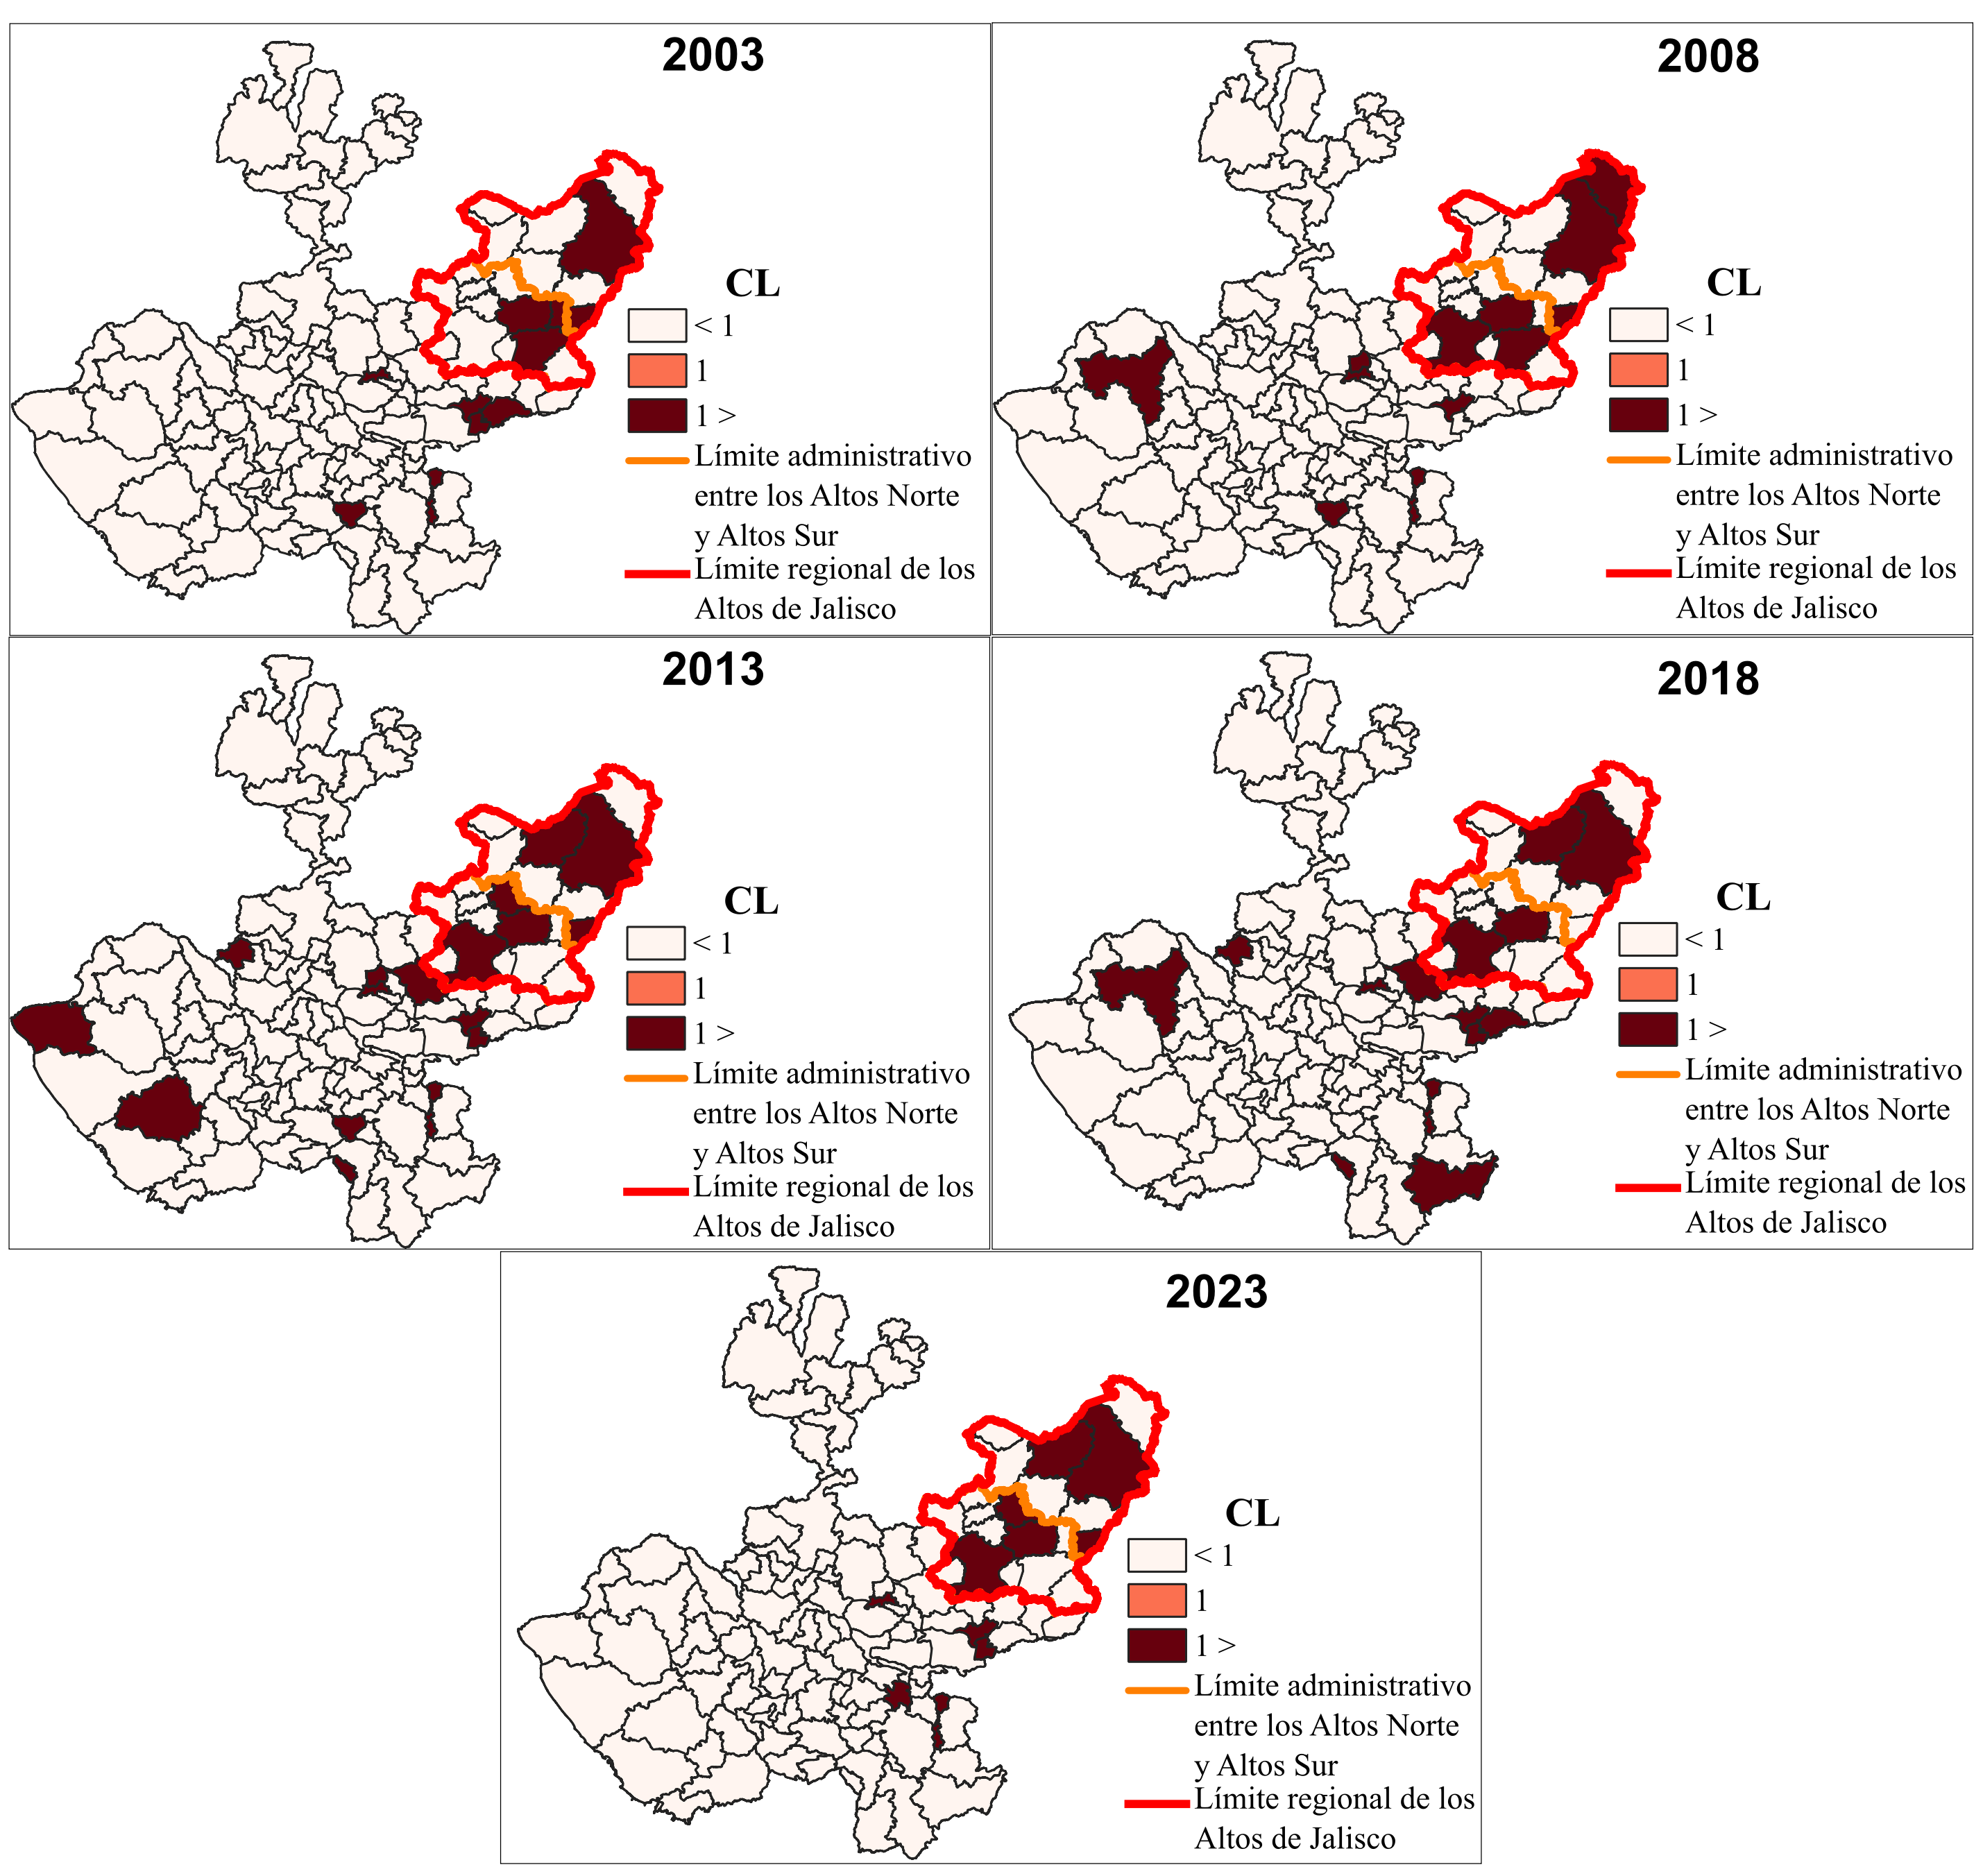 2003
CL
< 1
1
1 >
Límite administrativo
entre los Altos Norte
y Altos Sur
Límite regional de los
Altos de Jalisco
2008
CL
< 1
1
1 >
Límite administrativo
entre los Altos Norte
y Altos Sur
Límite regional de los
Altos de Jalisco
2013
CL
< 1
1
1 >
Límite administrativo
entre los Altos Norte
y Altos Sur
Límite regional de los
Altos de Jalisco
2018
CL
< 1
1
1 >
Límite administrativo
entre los Altos Norte
y Altos Sur
Límite regional de los
Altos de Jalisco
2023
CL
< 1
1
1 >
Límite administrativo
entre los Altos Norte
y Altos Sur
Límite regional de los
Altos de Jalisco